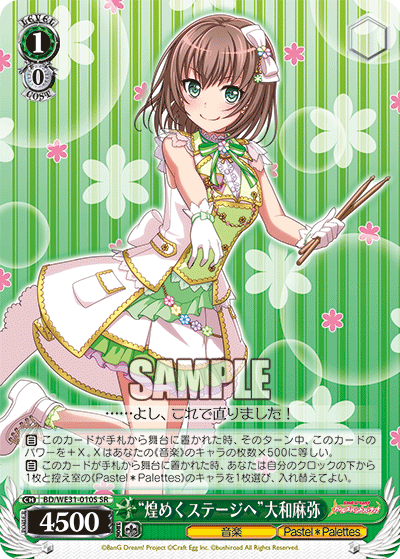 LEVEL
1
0
COST
SAMPLE
……よし、これで直りました!
自 このカードが手札から舞台に置かれた時、そのターン中、このカードの
パワーを＋X。Xはあなたの《音楽》のキャラの枚数×500に等しい。
自 このカードが手札から舞台に置かれた時、あなたは自分のクロックの下から
1枚と控え室の《Pastel＊Palettes》のキャラを1枚選び、入れ替えてよい。
CH BD/WE31-010S SR
“煌めくステージへ”大和麻弥
4500
音楽
Pastel＊Palettes
©BanG Dream! Project ©Craft Egg Inc. ©bushiroad All Rights Reserved.